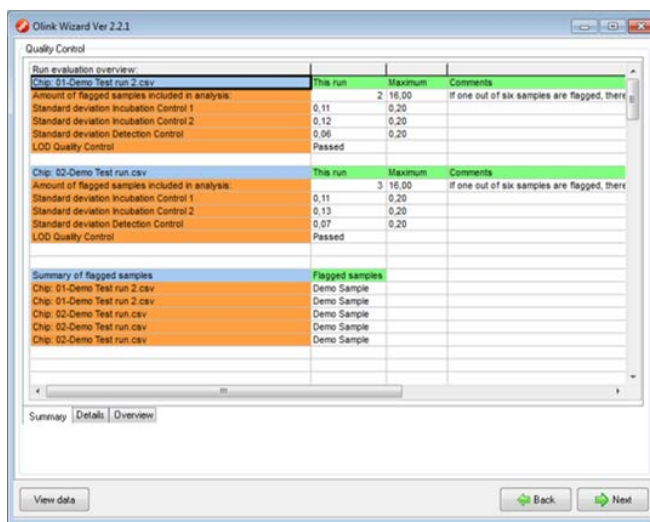 Olink Wizard Ver 2.2.1
Quality Control
Run evaluation overview:
Chip: 01-Demo Test run 2.csv This run Maximum Comments
Amount of flagged samples included in analysis: 2 16,00 If one out of six samples are flagged, there
Standard deviation Incubation Control 1 0,11 0,20
Standard deviation Incubation Control 2 0,12 0,20
Standard deviation Detection Control 0,06 0,20
LOD Quality Control Passed
Chip: 02-Demo Test run.csv This run Maximum Comments
Amount of flagged samples included in analysis: 3 16,00 If one out of six samples are flagged, there
Standard deviation Incubation Control 1 0,11 0,20
Standard deviation Incubation Control 2 0,13 0,20
Standard deviation Detection Control 0,07 0,20
LOD Quality Control Passed
Summary of flagged samples Flagged samples
Chip: 01-Demo Test run 2.csv Demo Sample
Chip: 01-Demo Test run 2.csv Demo Sample
Chip: 02-Demo Test run.csv Demo Sample
Chip: 02-Demo Test run.csv Demo Sample
Chip: 02-Demo Test run.csv Demo Sample
Summary Details Overview
View data Back Next